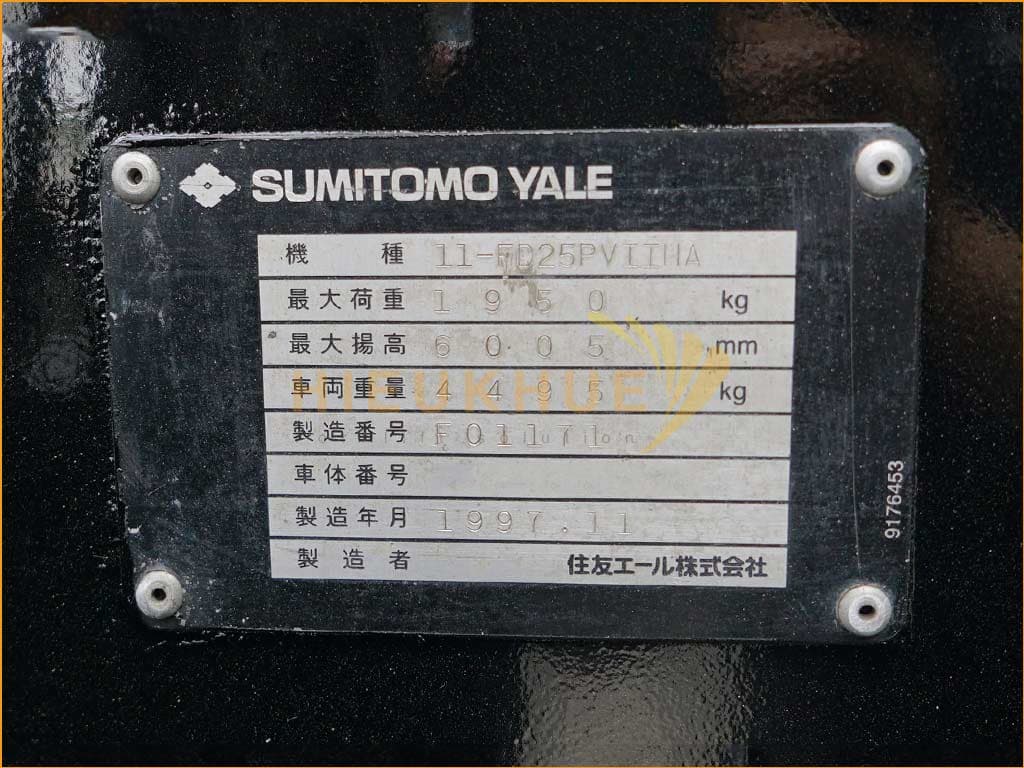 SUMITOMO YALE
機種 11-FD25PVIIHA
最大荷重 1950 kg
最大揚高 6005 mm
車両重量 4495 kg
HIEUKHUE
製造番号 F01171
車体番号
製造年月 1997.11
製造者 住友エール株式会社
9176453